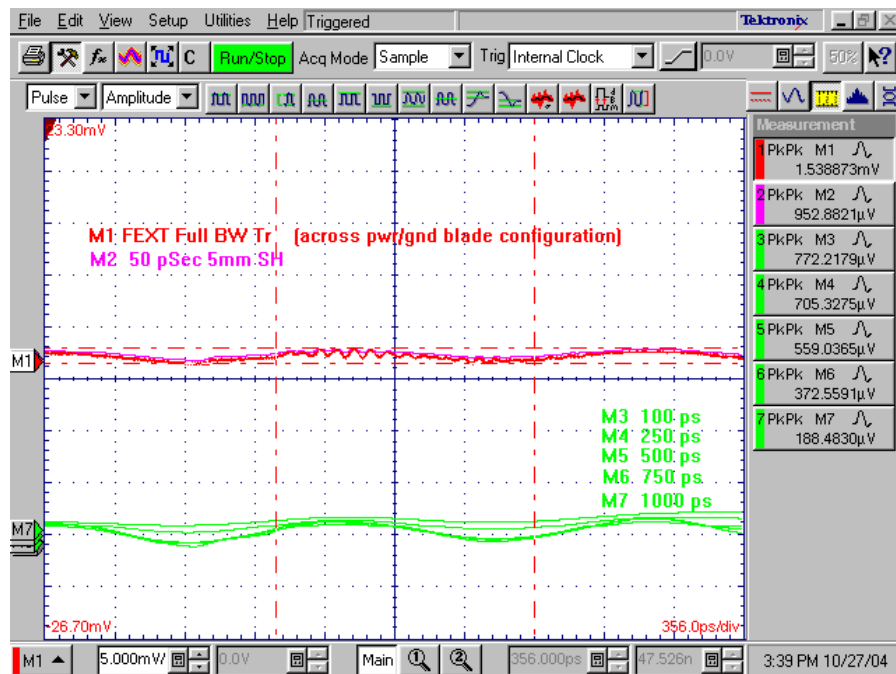 File Edit View Setup Utilities Help Triggered Tektronix
C Run/Stop Acq Mode Sample Trig Internal Clock 0.0V 50%
Pulse Amplitude
23.30mV
M1 FEXT Full BW Tr (across pwr/gnd blade configuration)
M2 50 pSec 5mm SH
M1
M3 100 ps
M4 250 ps
M5 500 ps
M6 750 ps
M7 1000 ps
M7
-26.70mV 356.0ps/div
Measurement
1 PkPk M1
1.538873mV
2 PkPk M2
952.8821µV
3 PkPk M3
772.2179µV
4 PkPk M4
705.3275µV
5 PkPk M5
559.0365µV
6 PkPk M6
372.5591µV
7 PkPk M7
188.4830µV
M1 5.000mV/ 0.0V Main 1 2 356.000ps 47.526n 3:39 PM 10/27/04